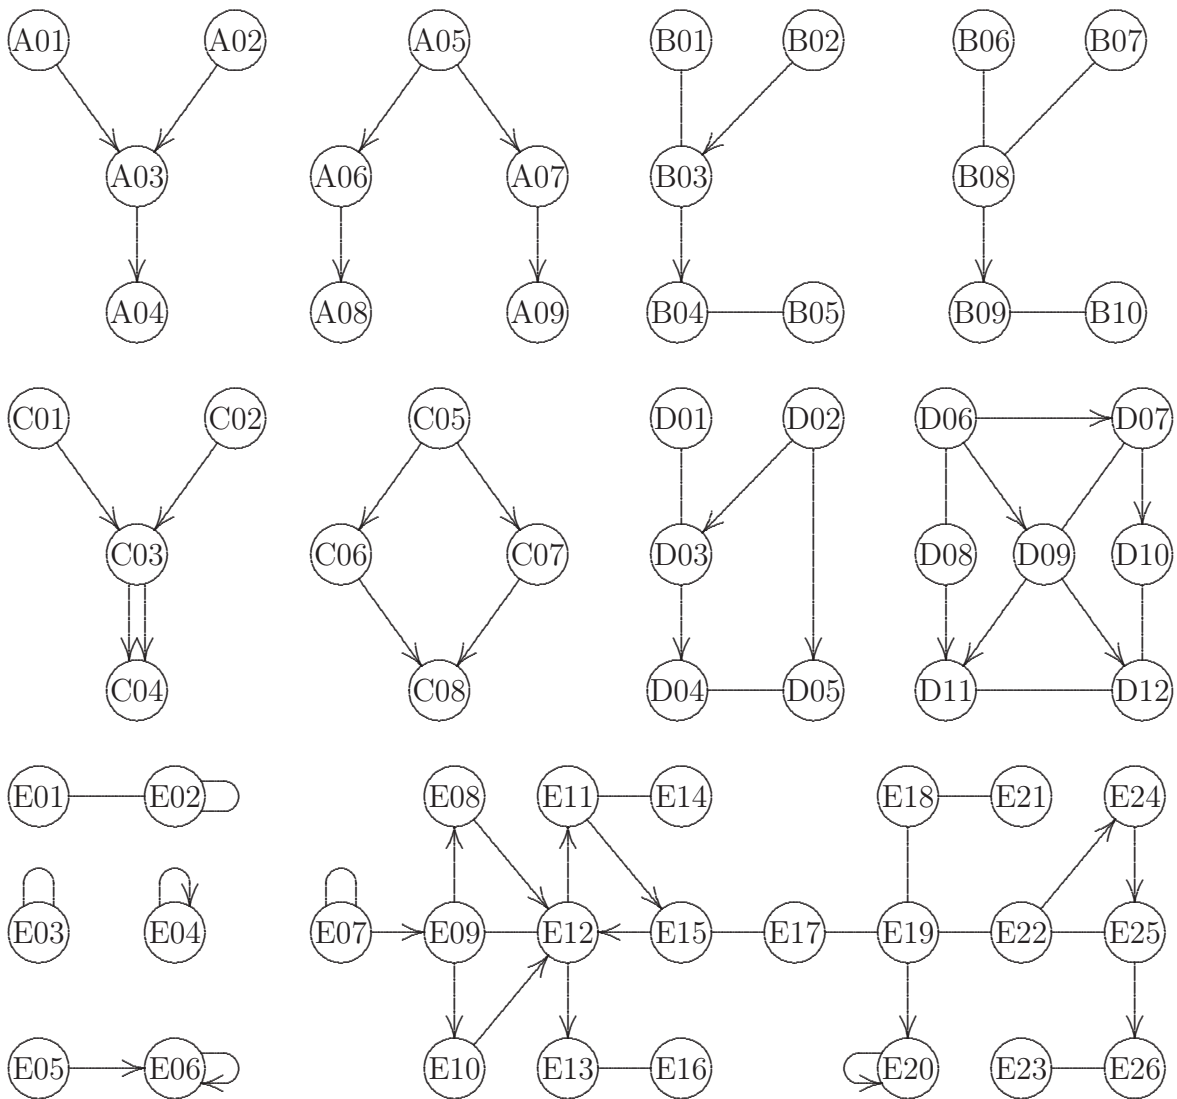 A01 A02 A05 B01 B02 B06 B07
A03 A06 A07 B03 B08
A04 A08 A09 B04 B05 B09 B10
C01 C02 C05 D01 D02 D06 D07
C03 C06 C07 D03 D08 D09 D10
C04 C08 D04 D05 D11 D12
E01 E02 E08 E11 E14 E18 E21 E24
E03 E04 E07 E09 E12 E15 E17 E19 E22 E25
E05 E06 E10 E13 E16 E20 E23 E26